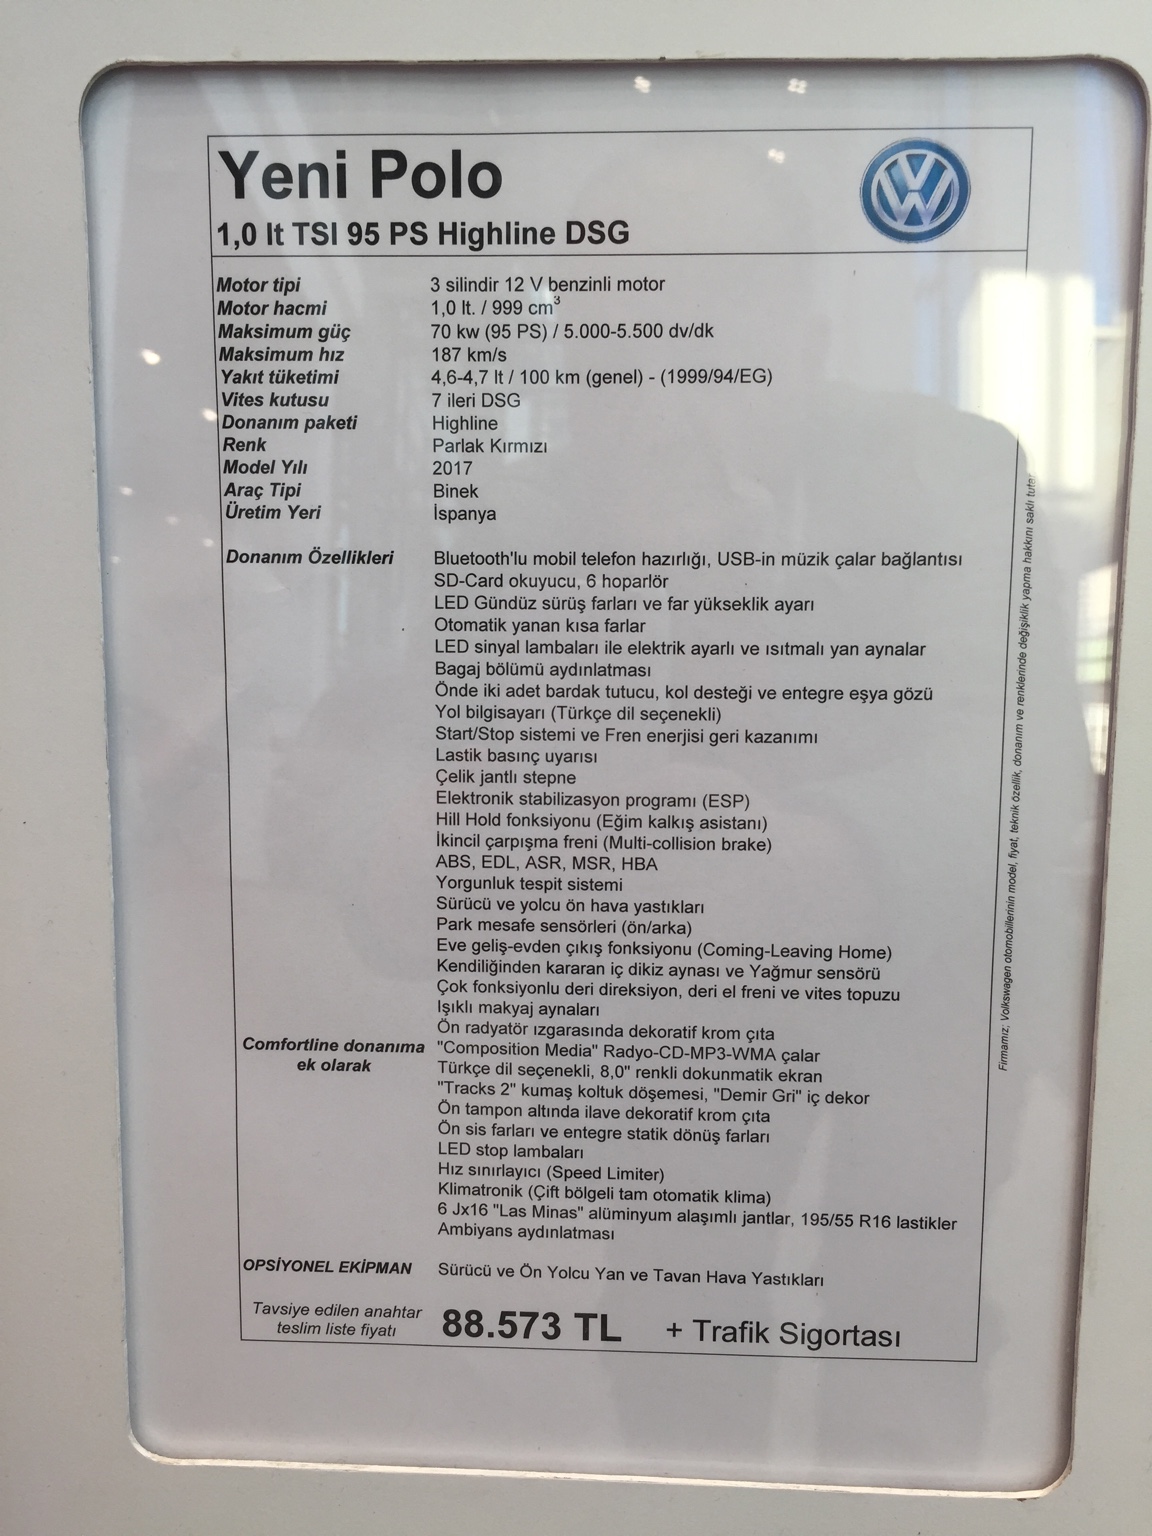 Yeni Polo
1,0 lt TSI 95 PS Highline DSG
Motor tipi 3 silindir 12 V benzinli motor
Motor hacmi 1,0 lt. / 999 cm³
Maksimum güç 70 kw (95 PS) / 5.000-5.500 dv/dk
Maksimum hız 187 km/s
Yakıt tüketimi 4,6-4,7 lt / 100 km (genel) - (1999/94/EG)
Vites kutusu 7 ileri DSG
Donanım paketi Highline
Renk Parlak Kırmızı
Model Yılı 2017
Araç Tipi Binek
Üretim Yeri İspanya
Donanım Özellikleri Bluetooth'lu mobil telefon hazırlığı, USB-in müzik çalar bağlantısı
SD-Card okuyucu, 6 hoparlör
LED Gündüz sürüş farları ve far yükseklik ayarı
Otomatik yanan kısa farlar
LED sinyal lambaları ile elektrik ayarlı ve ısıtmalı yan aynalar
Bagaj bölümü aydınlatması
Önde iki adet bardak tutucu, kol desteği ve entegre eşya gözü
Yol bilgisayarı (Türkçe dil seçenekli)
Start/Stop sistemi ve Fren enerjisi geri kazanımı
Lastik basınç uyarısı
Çelik jantlı stepne
Elektronik stabilizasyon programı (ESP)
Hill Hold fonksiyonu (Eğim kalkış asistanı)
İkincil çarpışma freni (Multi-collision brake)
ABS, EDL, ASR, MSR, HBA
Yorgunluk tespit sistemi
Sürücü ve yolcu ön hava yastıkları
Park mesafe sensörleri (ön/arka)
Eve geliş-evden çıkış fonksiyonu (Coming-Leaving Home)
Kendiliğinden kararan iç dikiz aynası ve Yağmur sensörü
Çok fonksiyonlu deri direksiyon, deri el freni ve vites topuzu
Işıklı makyaj aynaları
Ön radyatör ızgarasında dekoratif krom çıta
Comfortline donanıma "Composition Media" Radyo-CD-MP3-WMA çalar
ek olarak Türkçe dil seçenekli, 8,0" renkli dokunmatik ekran
"Tracks 2" kumaş koltuk döşemesi, "Demir Gri" iç dekor
Ön tampon altında ilave dekoratif krom çıta
Ön sis farları ve entegre statik dönüş farları
LED stop lambaları
Hız sınırlayıcı (Speed Limiter)
Klimatronik (Çift bölgeli tam otomatik klima)
6 Jx16 "Las Minas" alüminyum alaşımlı jantlar, 195/55 R16 lastikler
Ambiyans aydınlatması
OPSİYONEL EKİPMAN Sürücü ve Ön Yolcu Yan ve Tavan Hava Yastıkları
Tavsiye edilen anahtar
teslim liste fiyatı 88.573 TL + Trafik Sigortası
Firmamız; Volkswagen otomobillerinin model, fiyat, teknik özellik, donanım ve renklerinde değişiklik yapma hakkını saklı